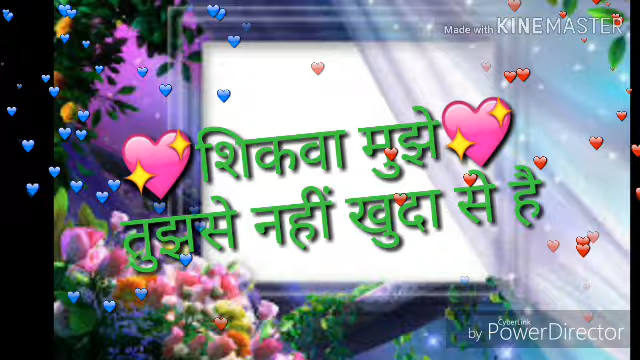 Made with KINEMASTER
💖शिकवा मुझे💖
तुझसे नहीं खुदा से है
CyberLink
by PowerDirector